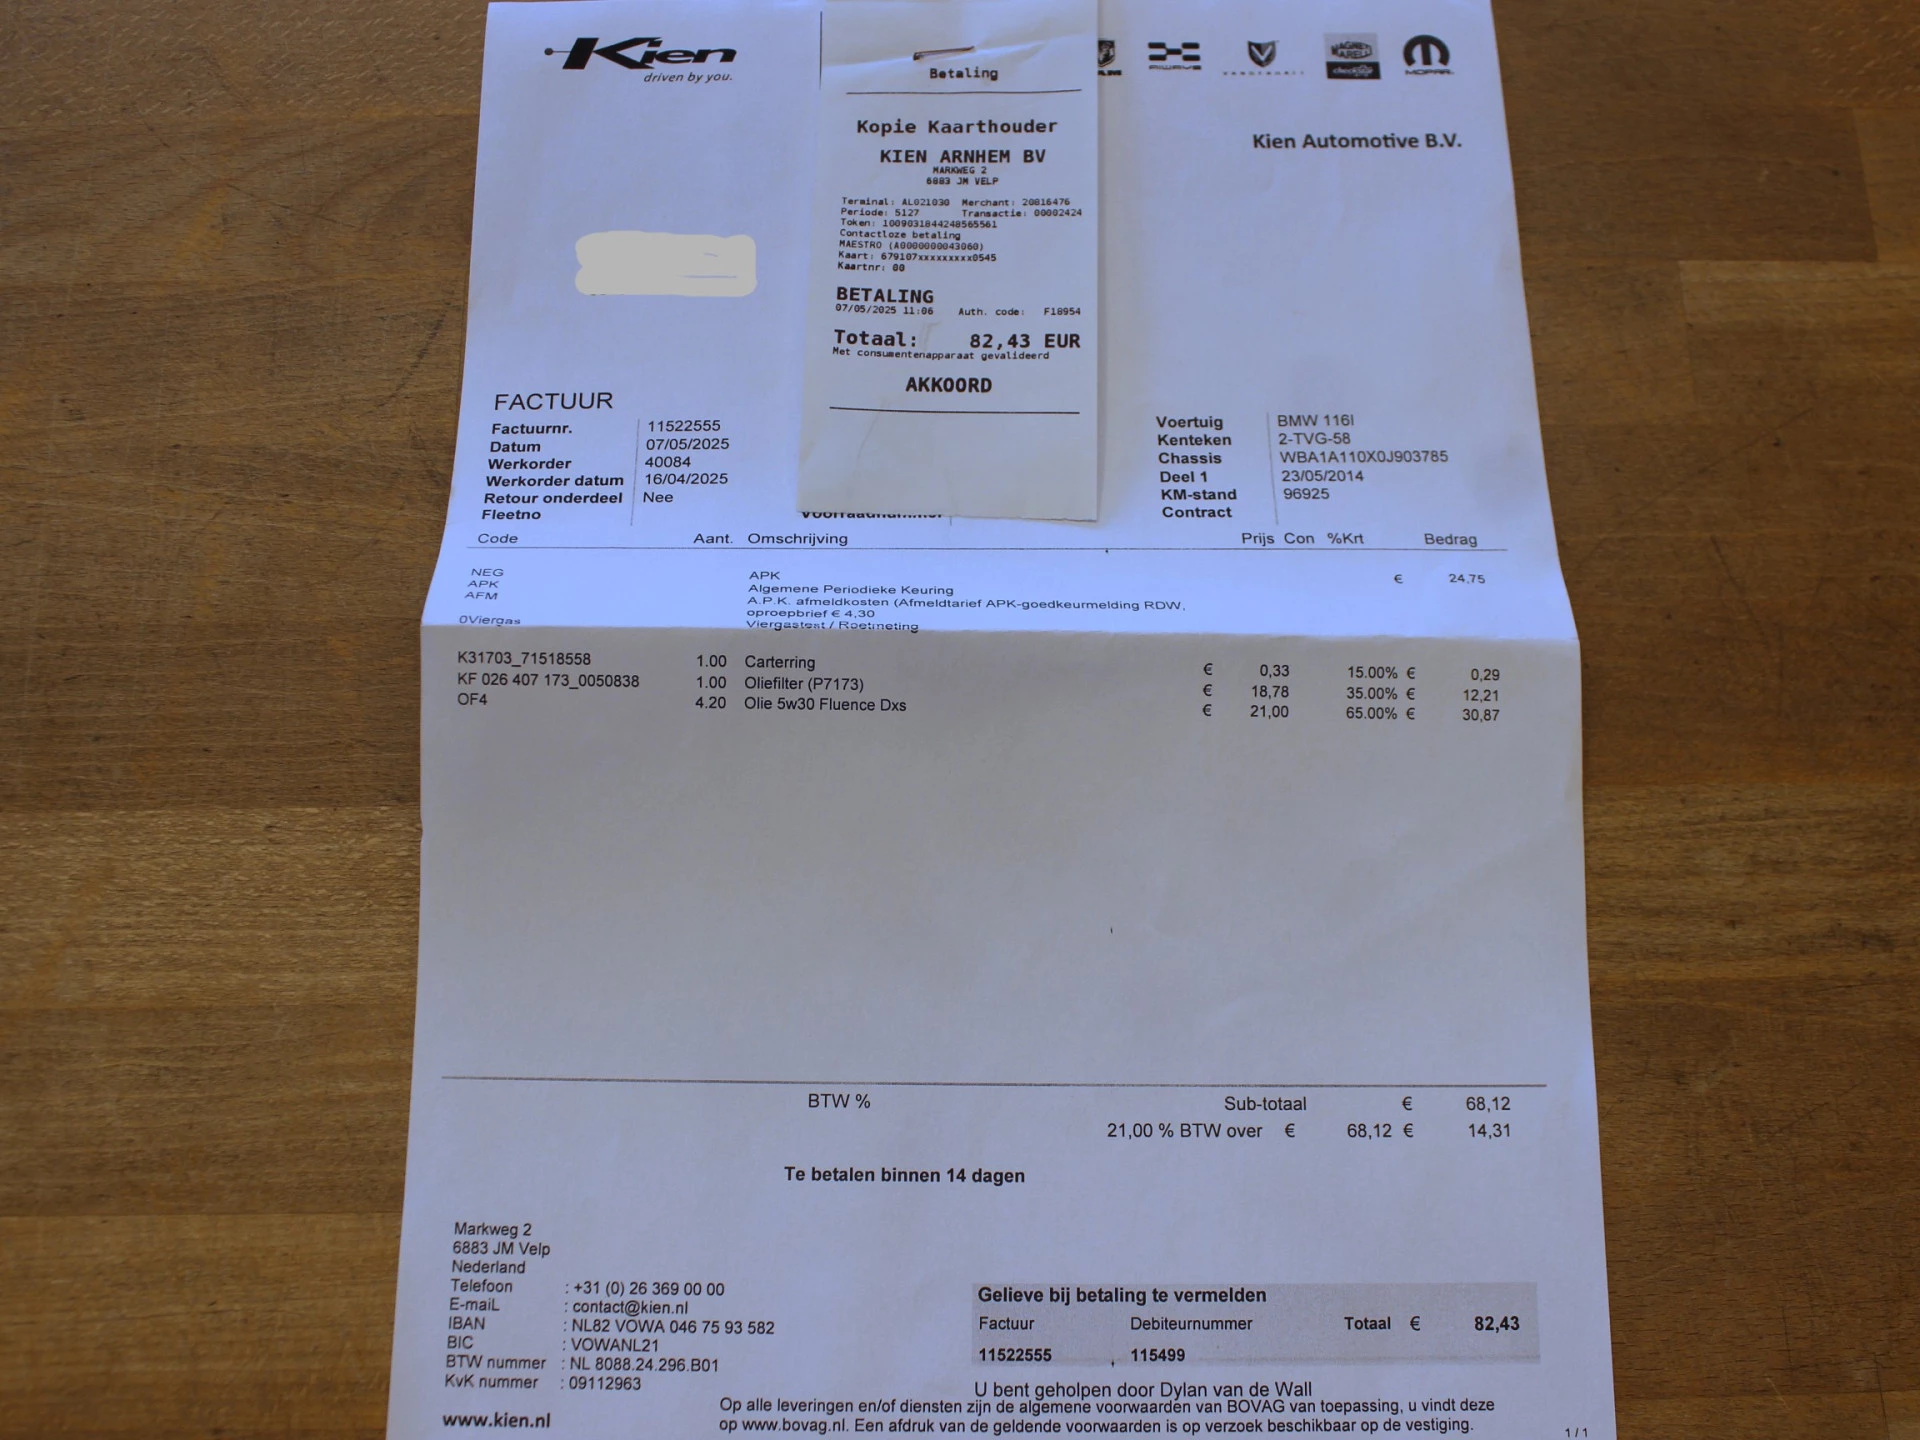 Kien
driven by you.
Betaling
Kopie Kaarthouder
KIEN ARNHEM BV
MARKWEG 2
6883 JM VELP
Terminal: AL021030 Merchant: 20816476
Periode: 5127 Transactie: 00002424
Token: 1009031844248565561
Contactloze betaling
MAESTRO (A0000000043060)
Kaart: 679107xxxxxxxxx0545
Kaartnr: 00
BETALING
07/05/2025 11:06 Auth. code: F18954
Totaal: 82,43 EUR
Met consumentenapparaat gevalideerd
AKKOORD
MAGNETI MARELLI
checkstar
MOPAR
Kien Automotive B.V.
FACTUUR
Factuurnr. 11522555
Datum 07/05/2025
Werkorder 40084
Werkorder datum 16/04/2025
Retour onderdeel Nee
Fleetno
Voorraadnummer
Voertuig BMW 116I
Kenteken 2-TVG-58
Chassis WBA1A110X0J903785
Deel 1 23/05/2014
KM-stand 96925
Contract
Code Aant. Omschrijving Prijs Con %Krt Bedrag
NEG APK € 24,75
APK Algemene Periodieke Keuring
AFM A.P.K. afmeldkosten (Afmeldtarief APK-goedkeurmelding RDW,
oproepbrief € 4,30
0Viergas Viergastest / Roetmeting
K31703_71518558 1.00 Carterring € 0,33 15.00% € 0,29
KF 026 407 173_0050838 1.00 Oliefilter (P7173) € 18,78 35.00% € 12,21
OF4 4.20 Olie 5w30 Fluence Dxs € 21,00 65.00% € 30,87
BTW % Sub-totaal € 68,12
21,00 % BTW over € 68,12 € 14,31
Te betalen binnen 14 dagen
Markweg 2
6883 JM Velp
Nederland
Telefoon : +31 (0) 26 369 00 00
E-maiL : contact@kien.nl
IBAN : NL82 VOWA 046 75 93 582
BIC : VOWANL21
BTW nummer : NL 8088.24.296.B01
KvK nummer : 09112963
www.kien.nl
Gelieve bij betaling te vermelden
Factuur Debiteurnummer Totaal € 82,43
11522555 115499
U bent geholpen door Dylan van de Wall
Op alle leveringen en/of diensten zijn de algemene voorwaarden van BOVAG van toepassing, u vindt deze
op www.bovag.nl. Een afdruk van de geldende voorwaarden is op verzoek beschikbaar op de vestiging.
1 / 1